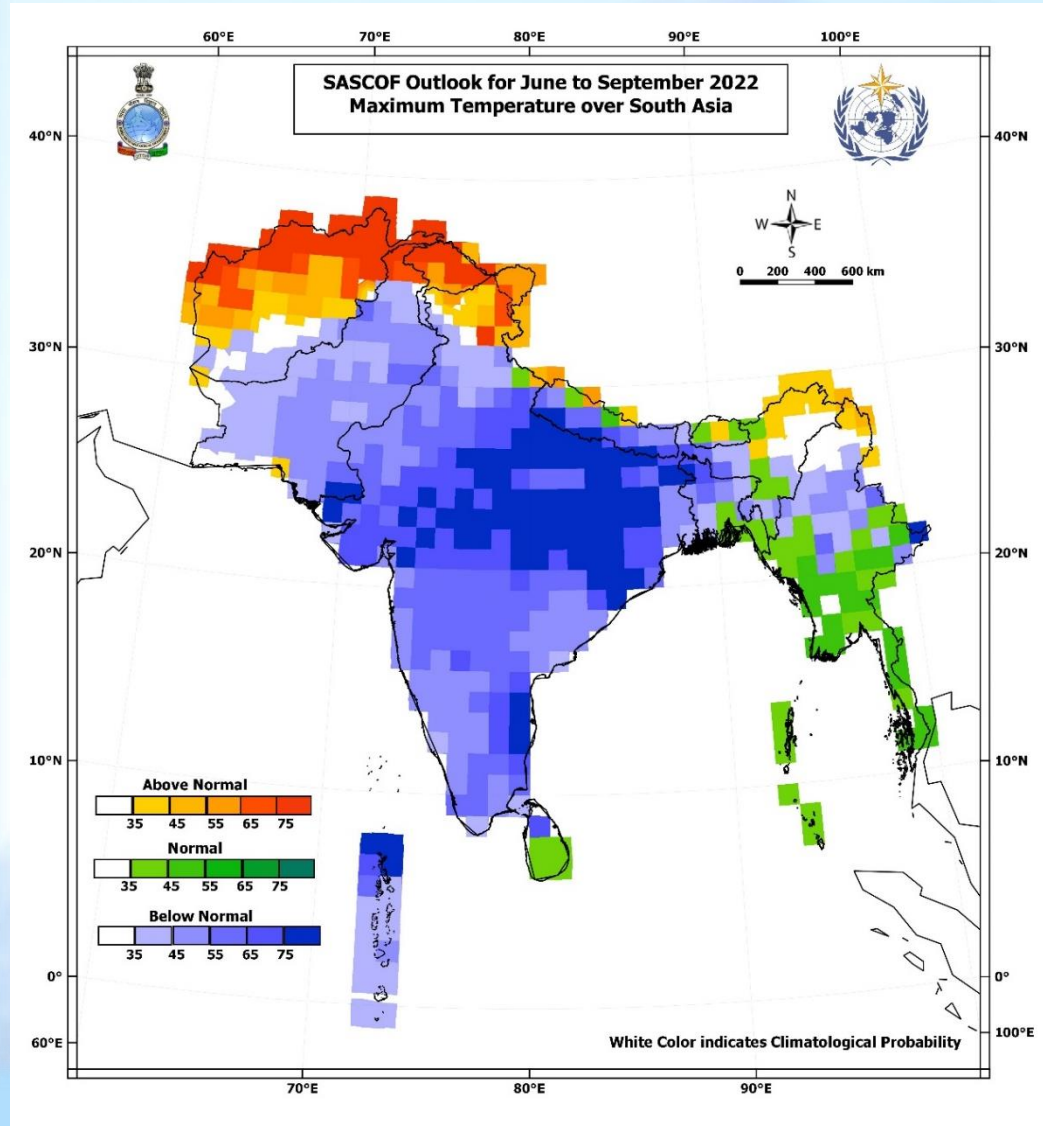 60°E 70°E 80°E 90°E 100°E
SASCOF Outlook for June to September 2022
Maximum Temperature over South Asia
40°N 40°N
N
W E
S
0 200 400 600 km
30°N 30°N
20°N 20°N
10°N 10°N
Above Normal
35 45 55 65 75
Normal
35 45 55 65 75
Below Normal
35 45 55 65 75
0° 0°
60°E 100°E
White Color indicates Climatological Probability
70°E 80°E 90°E